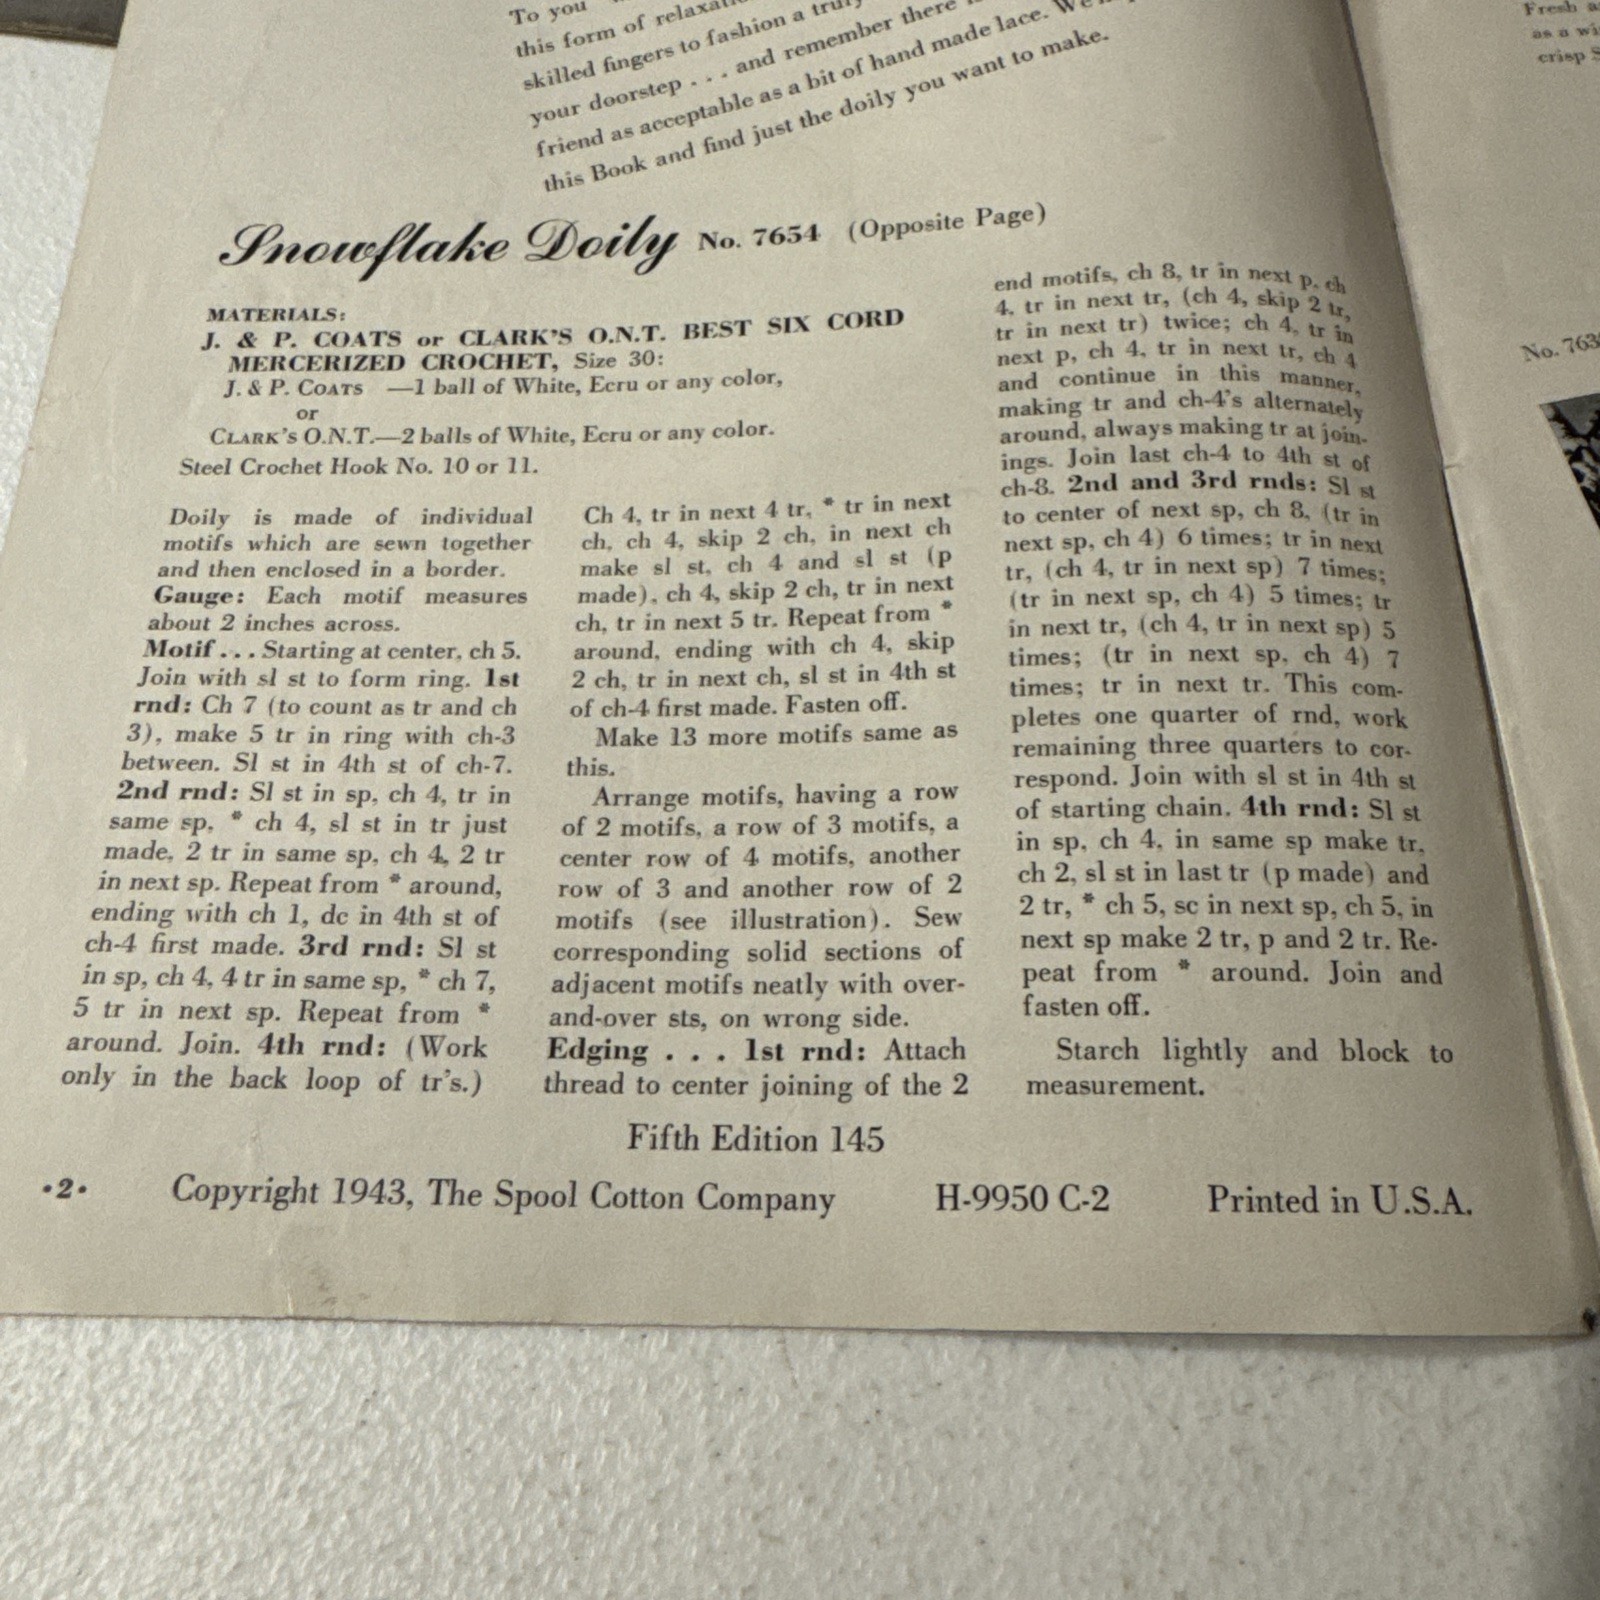 To you
this form of
skilled fingers to fashion a truly
your doorstep . . . and remember there
friend as acceptable as a bit of hand made lace.
this Book and find just the doily you want to make.
Snowflake Doily No. 7654 (Opposite Page)
MATERIALS:
J. & P. COATS or CLARK'S O.N.T. BEST SIX CORD
MERCERIZED CROCHET, Size 30:
J. & P. COATS —1 ball of White, Ecru or any color,
or
CLARK'S O.N.T.—2 balls of White, Ecru or any color.
Steel Crochet Hook No. 10 or 11.
Doily is made of individual
motifs which are sewn together
and then enclosed in a border.
Gauge: Each motif measures
about 2 inches across.
Motif . . . Starting at center, ch 5.
Join with sl st to form ring. 1st
rnd: Ch 7 (to count as tr and ch
3), make 5 tr in ring with ch-3
between. Sl st in 4th st of ch-7.
2nd rnd: Sl st in sp, ch 4, tr in
same sp, * ch 4, sl st in tr just
made, 2 tr in same sp, ch 4, 2 tr
in next sp. Repeat from * around,
ending with ch 1, dc in 4th st of
ch-4 first made. 3rd rnd: Sl st
in sp, ch 4, 4 tr in same sp, * ch 7,
5 tr in next sp. Repeat from *
around. Join. 4th rnd: (Work
only in the back loop of tr's.)
Ch 4, tr in next 4 tr, * tr in next
ch, ch 4, skip 2 ch, in next ch
make sl st, ch 4 and sl st (p
made), ch 4, skip 2 ch, tr in next
ch, tr in next 5 tr. Repeat from *
around, ending with ch 4, skip
2 ch, tr in next ch, sl st in 4th st
of ch-4 first made. Fasten off.
Make 13 more motifs same as
this.
Arrange motifs, having a row
of 2 motifs, a row of 3 motifs, a
center row of 4 motifs, another
row of 3 and another row of 2
motifs (see illustration). Sew
corresponding solid sections of
adjacent motifs neatly with over-
and-over sts, on wrong side.
Edging . . . 1st rnd: Attach
thread to center joining of the 2
end motifs, ch 8, tr in next p, ch
4, tr in next tr, (ch 4, skip 2 tr,
tr in next tr) twice; ch 4, tr in
next p, ch 4, tr in next tr, ch 4
and continue in this manner,
making tr and ch-4's alternately
around, always making tr at join-
ings. Join last ch-4 to 4th st of
ch-8. 2nd and 3rd rnds: Sl st
to center of next sp, ch 8, (tr in
next sp, ch 4) 6 times; tr in next
tr, (ch 4, tr in next sp) 7 times;
(tr in next sp, ch 4) 5 times; tr
in next tr, (ch 4, tr in next sp) 5
times; (tr in next sp, ch 4) 7
times; tr in next tr. This com-
pletes one quarter of rnd, work
remaining three quarters to cor-
respond. Join with sl st in 4th st
of starting chain. 4th rnd: Sl st
in sp, ch 4, in same sp make tr,
ch 2, sl st in last tr (p made) and
2 tr, * ch 5, sc in next sp, ch 5, in
next sp make 2 tr, p and 2 tr. Re-
peat from * around. Join and
fasten off.
Starch lightly and block to
measurement.
Fifth Edition 145
•2• Copyright 1943, The Spool Cotton Company H-9950 C-2 Printed in U.S.A.
Fresh
as a
crisp
No. 763